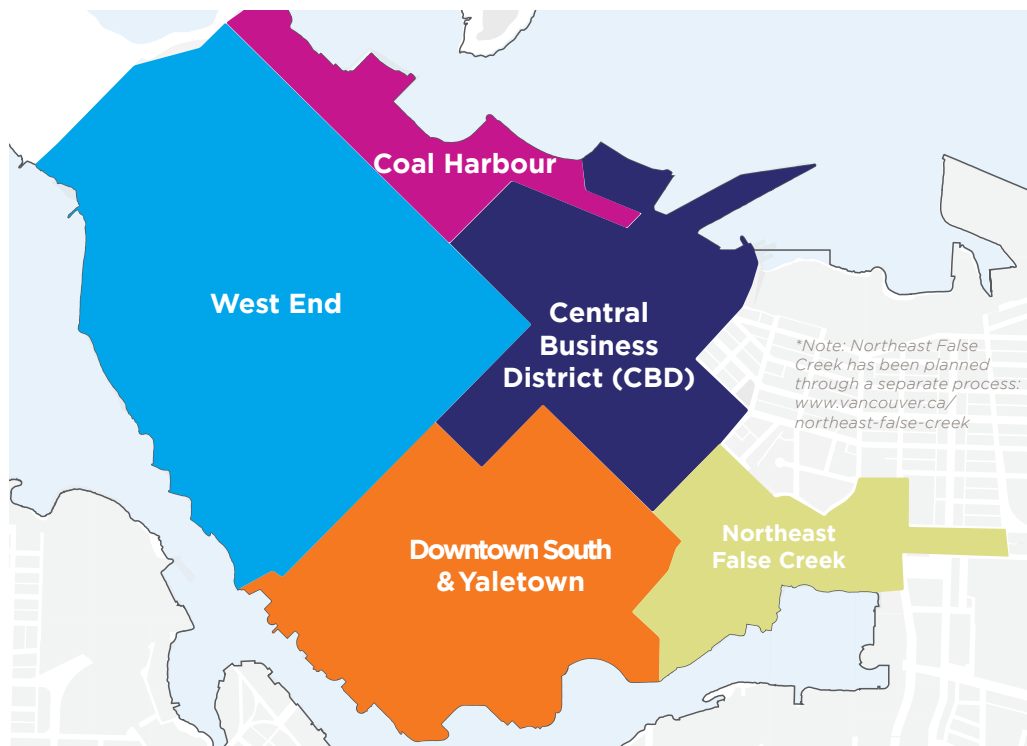 Coal Harbour
West End
Central
Business
District (CBD)
*Note: Northeast False
Creek has been planned
through a separate process:
www.vancouver.ca/
northeast-false-creek
Downtown South
& Yaletown
Northeast
False Creek